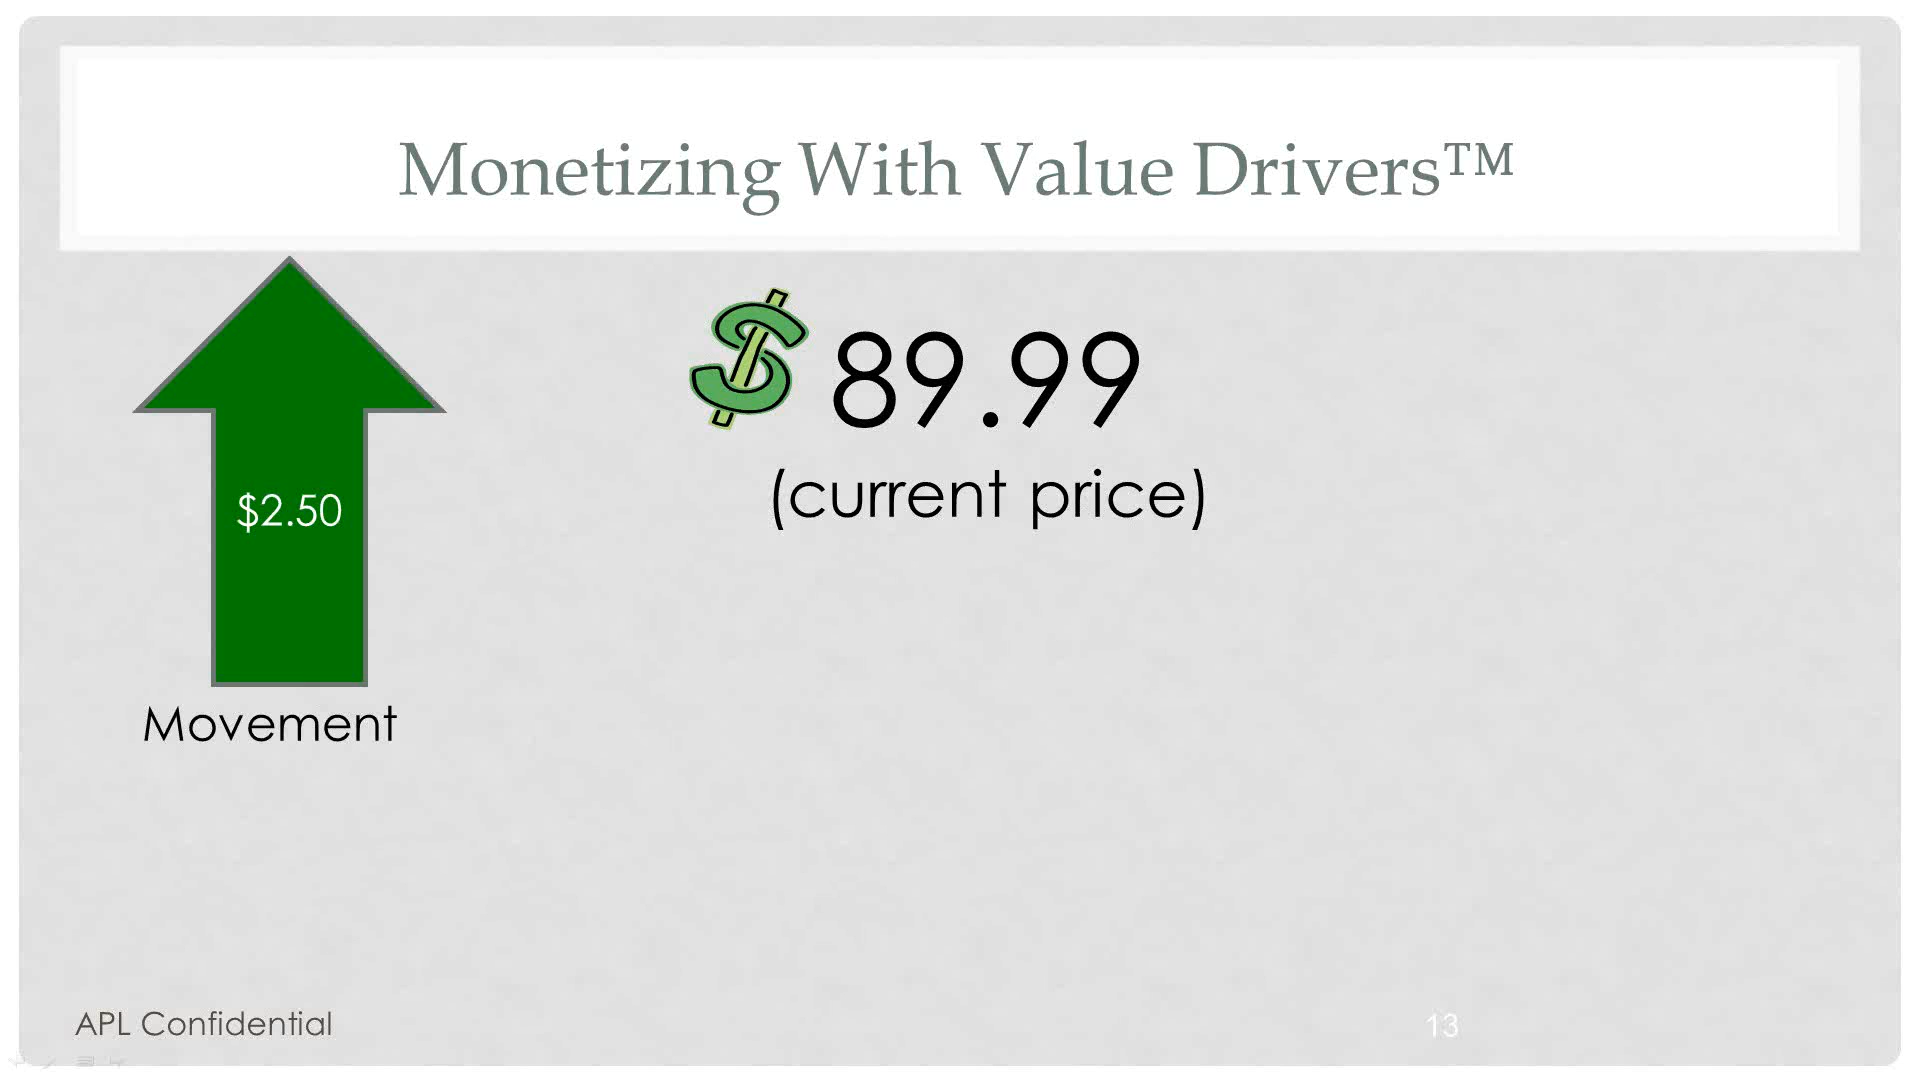 Monetizing With Value Drivers™
$89.99
(current price)
$2.50
Movement
APL Confidential
13